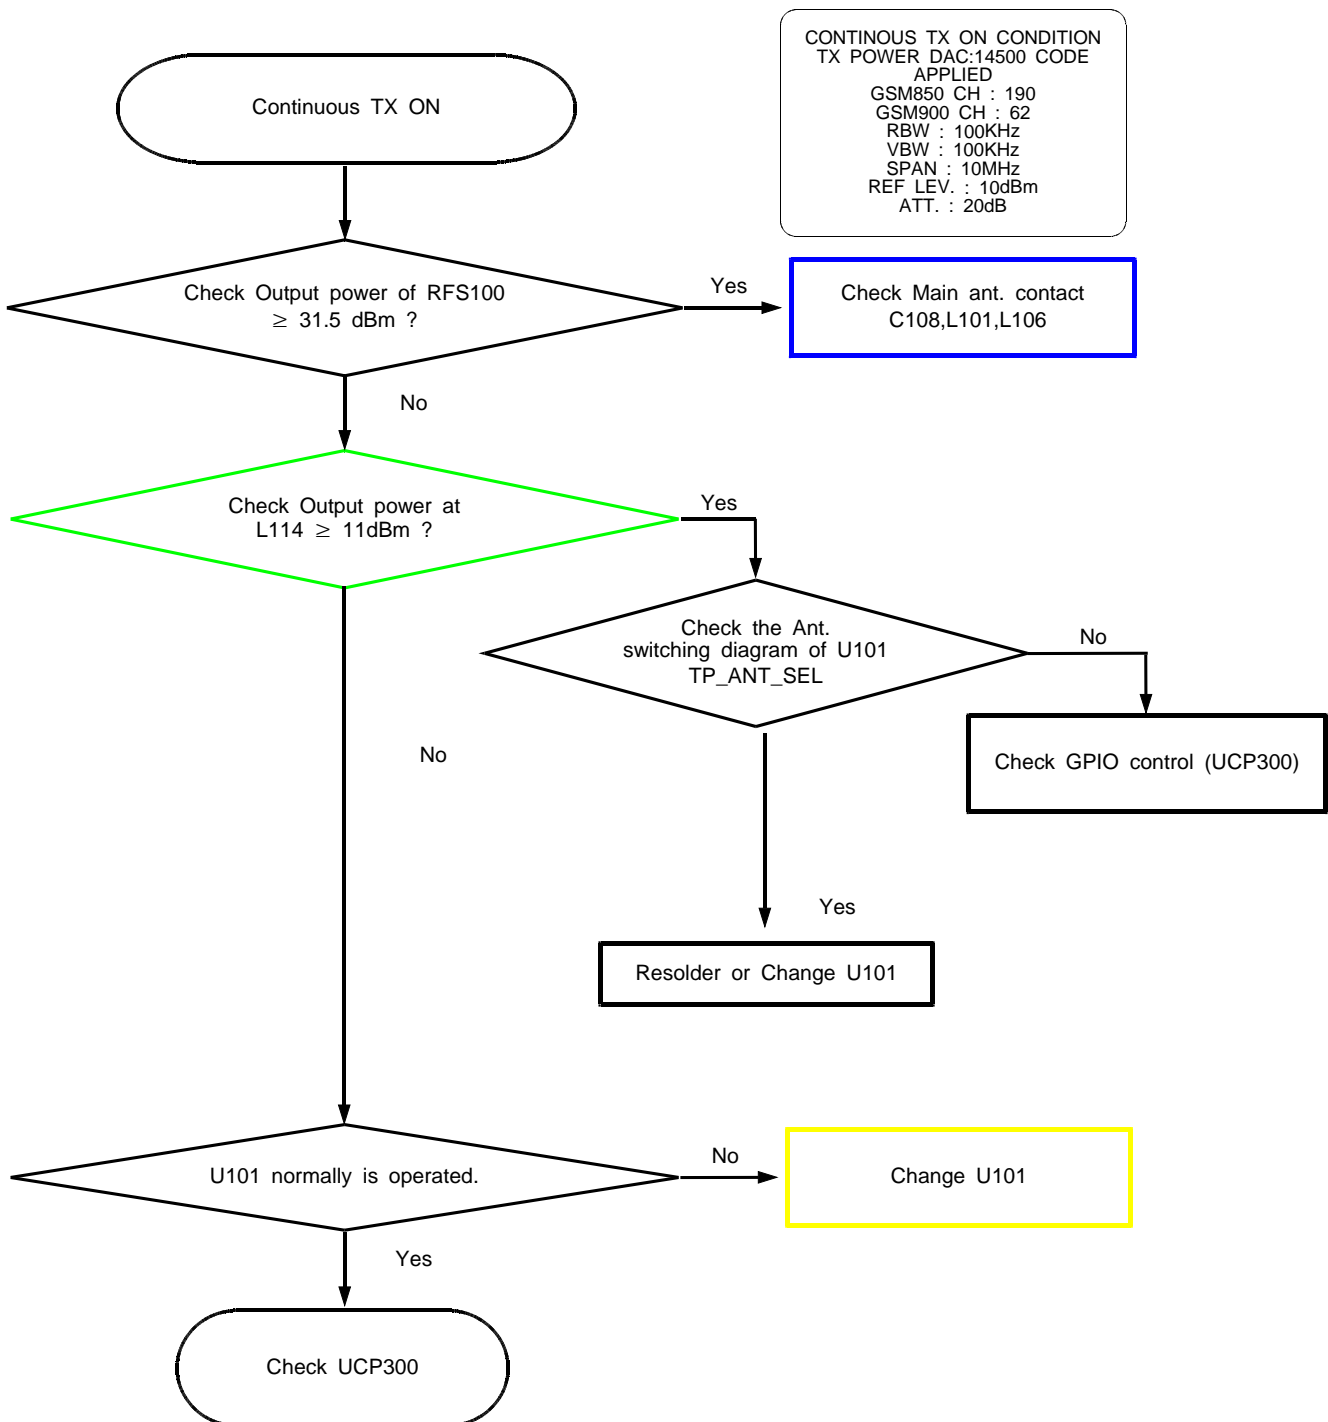 CONTINOUS TX ON CONDITION
TX POWER DAC:14500 CODE
APPLIED
GSM850 CH : 190
GSM900 CH : 62
RBW : 100KHz
VBW : 100KHz
SPAN : 10MHz
REF LEV. : 10dBm
ATT. : 20dB
Continuous TX ON
Check Output power of RFS100
≥ 31.5 dBm ?
Yes
Check Main ant. contact
C108,L101,L106
No
Check Output power at
L114 ≥ 11dBm ?
Yes
Check the Ant.
switching diagram of U101
TP_ANT_SEL
No
Check GPIO control (UCP300)
No
Yes
Resolder or Change U101
U101 normally is operated.
No
Change U101
Yes
Check UCP300